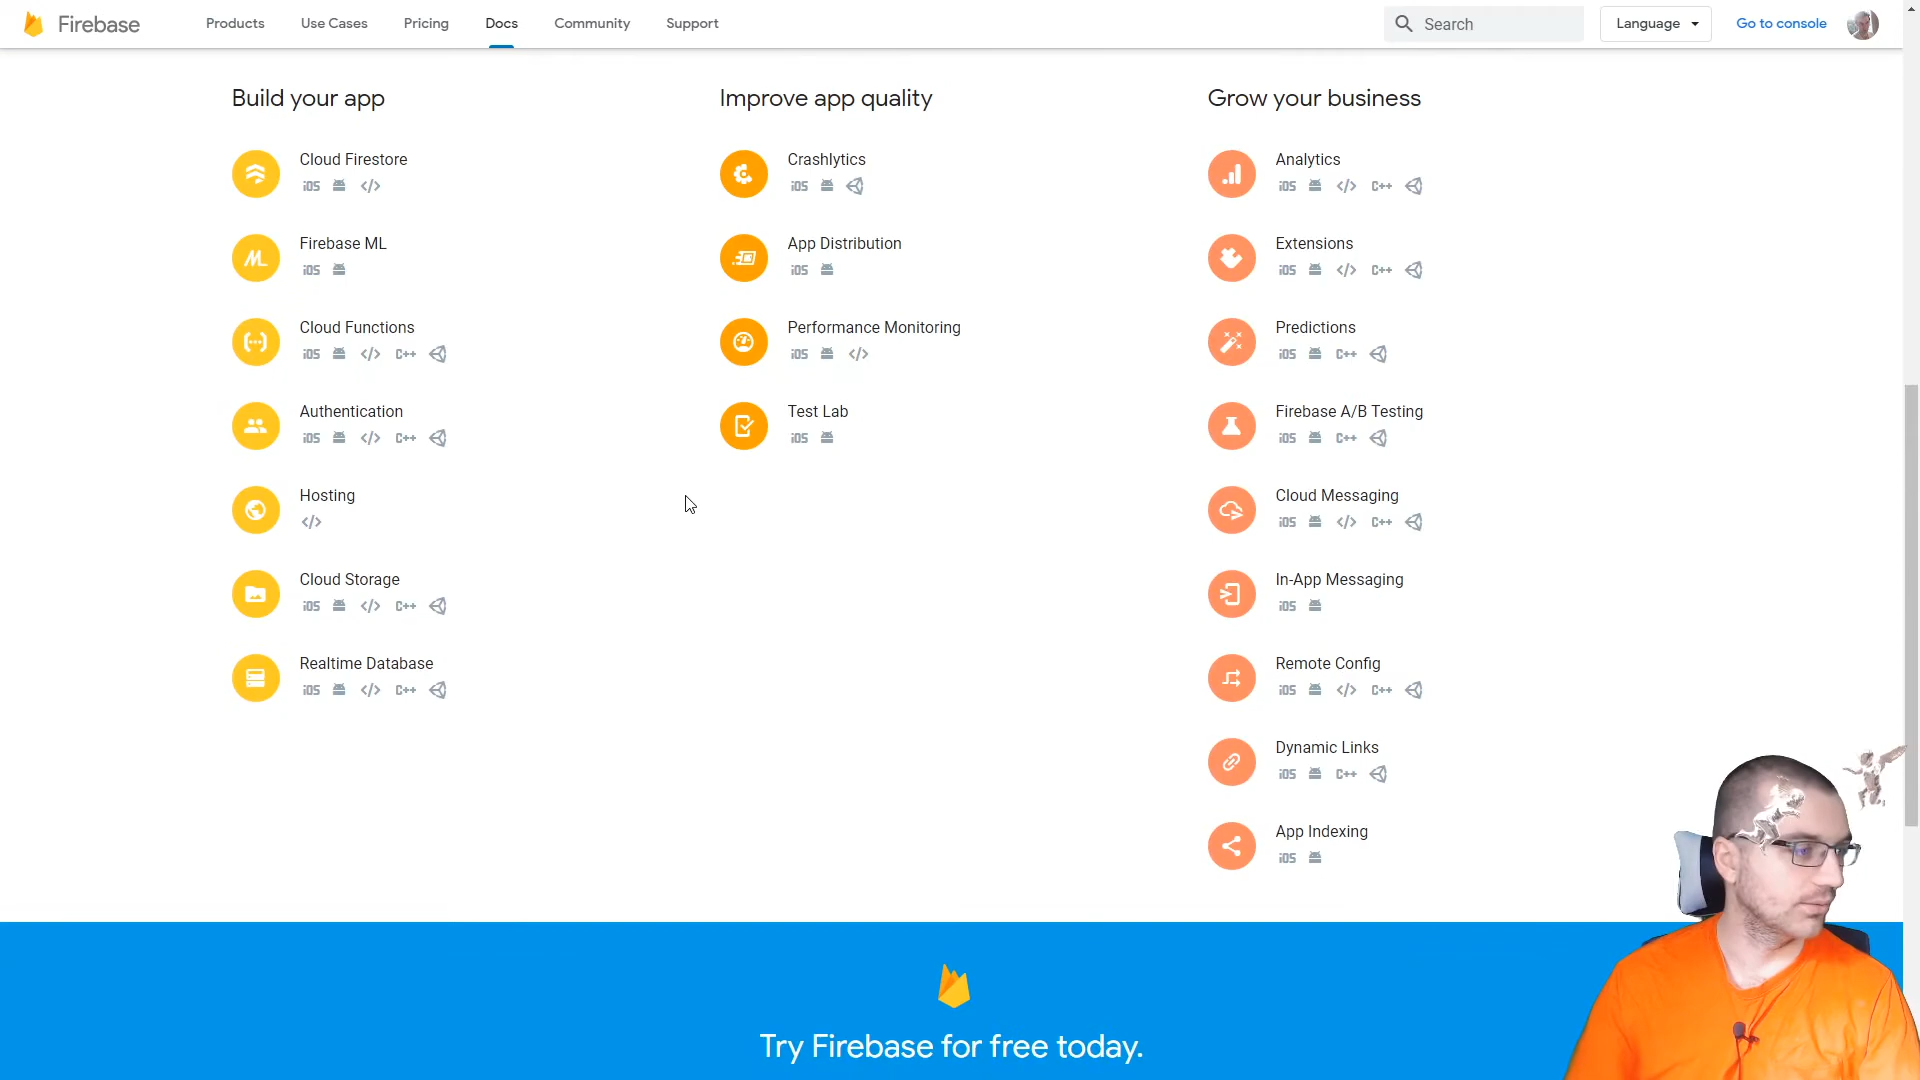 Firebase
Products
Use Cases
Pricing
Docs
Community
Support
Search
Language
Go to console
Build your app
Cloud Firestore
iOS </>
Firebase ML
iOS
Cloud Functions
iOS </> C++
Authentication
iOS </> C++
Hosting
</>
Cloud Storage
iOS </> C++
Realtime Database
iOS </> C++
Improve app quality
Crashlytics
iOS
App Distribution
iOS
Performance Monitoring
iOS </>
Test Lab
iOS
Grow your business
Analytics
iOS </> C++
Extensions
iOS </> C++
Predictions
iOS C++
Firebase A/B Testing
iOS C++
Cloud Messaging
iOS </> C++
In-App Messaging
iOS
Remote Config
iOS </> C++
Dynamic Links
iOS C++
App Indexing
iOS
Try Firebase for free today.